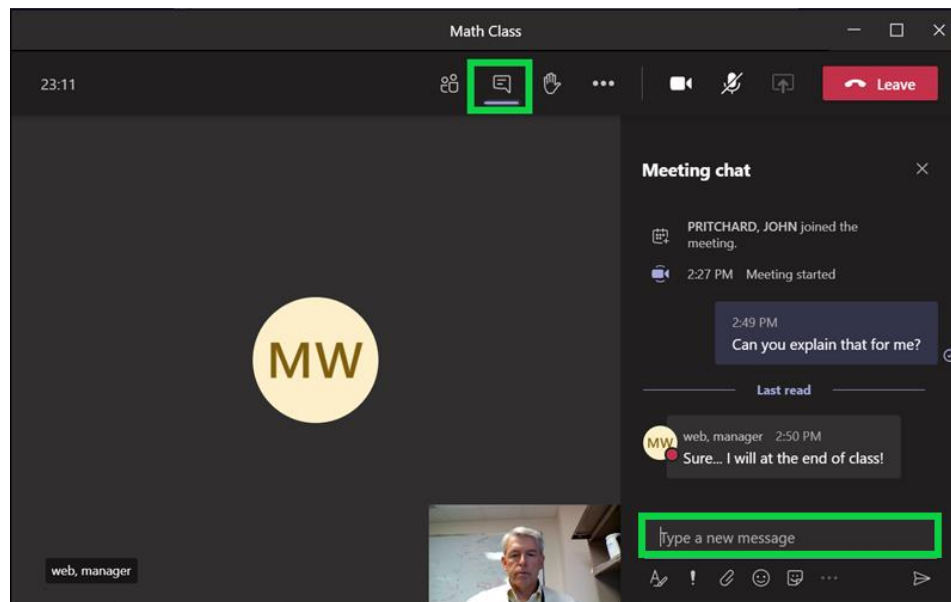 Math Class
23:11
Leave
Meeting chat
PRITCHARD, JOHN joined the
meeting.
2:27 PM Meeting started
2:49 PM
Can you explain that for me?
Last read
MW
MW
web, manager 2:50 PM
Sure... I will at the end of class!
Type a new message
web, manager